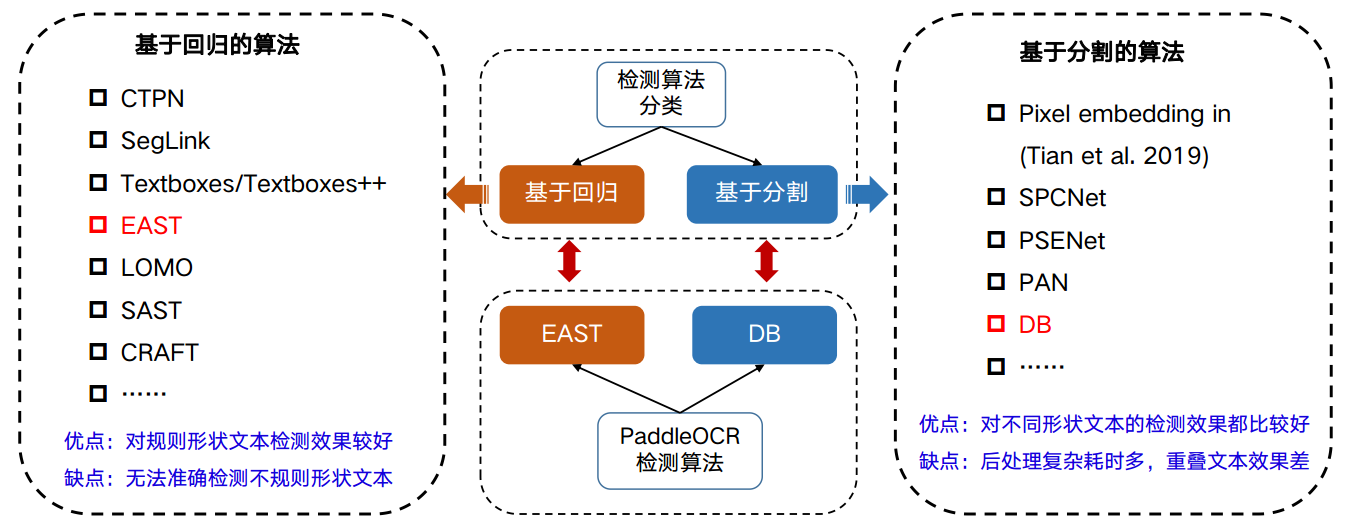 基于回归的算法
CTPN
SegLink
Textboxes/Textboxes++
EAST
LOMO
SAST
CRAFT
……
优点：对规则形状文本检测效果较好
缺点：无法准确检测不规则形状文本
检测算法
分类
基于回归
基于分割
EAST
DB
PaddleOCR
检测算法
基于分割的算法
Pixel embedding in
(Tian et al. 2019)
SPCNet
PSENet
PAN
DB
……
优点：对不同形状文本的检测效果都比较好
缺点：后处理复杂耗时多，重叠文本效果差